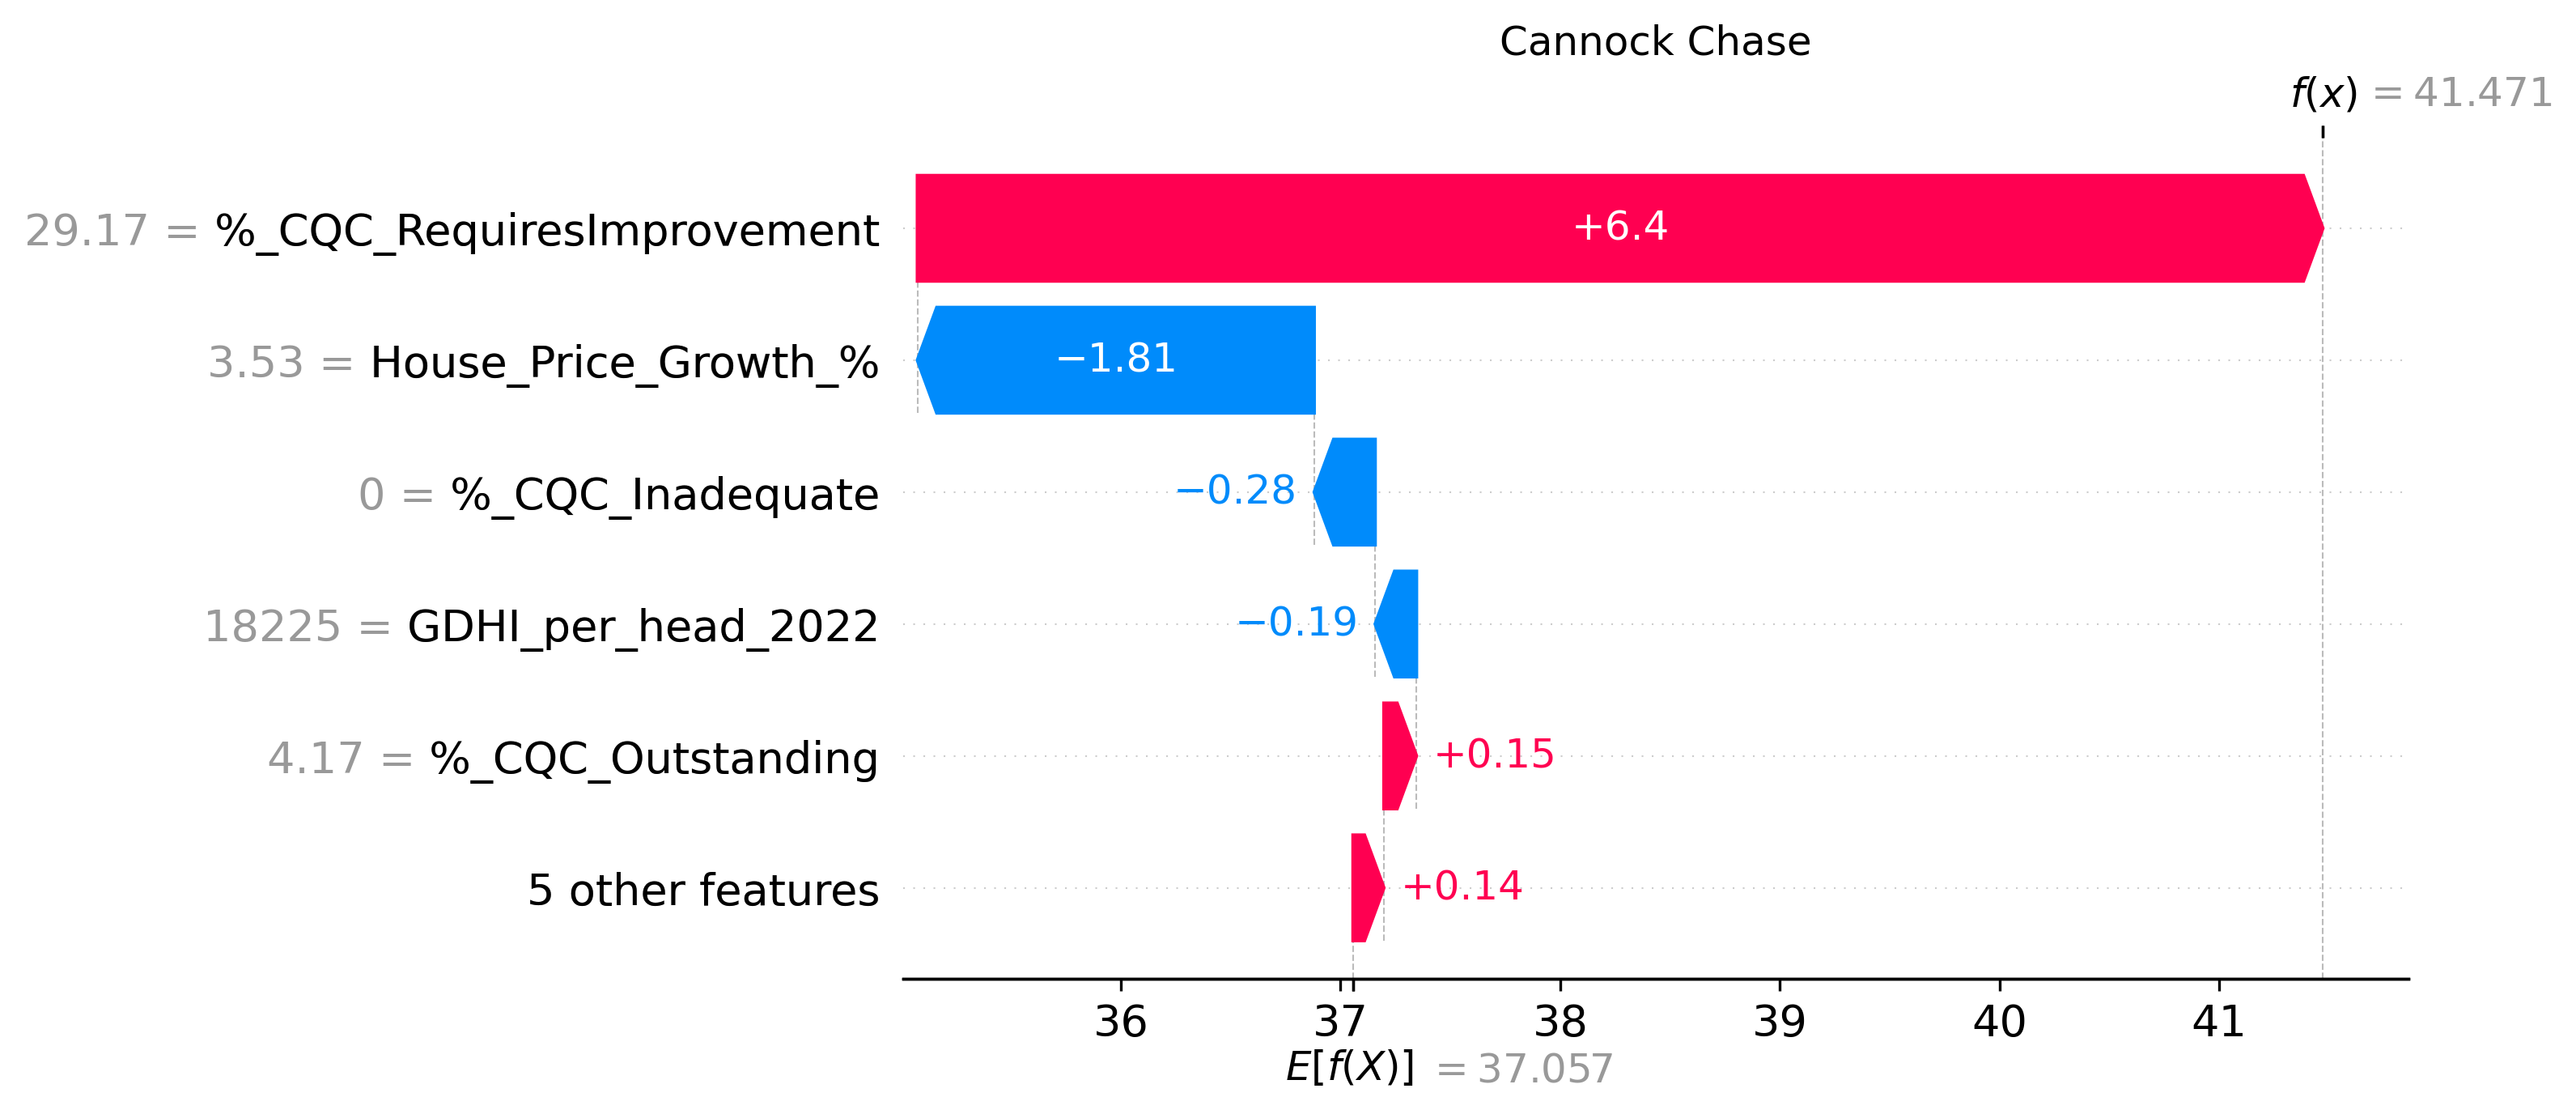 Cannock Chase
f(x) = 41.471
29.17 = %_CQC_RequiresImprovement
+6.4
3.53 = House_Price_Growth_%
−1.81
0 = %_CQC_Inadequate
−0.28
18225 = GDHI_per_head_2022
−0.19
4.17 = %_CQC_Outstanding
+0.15
5 other features
+0.14
36 37 38 39 40 41
E[f(X)] = 37.057